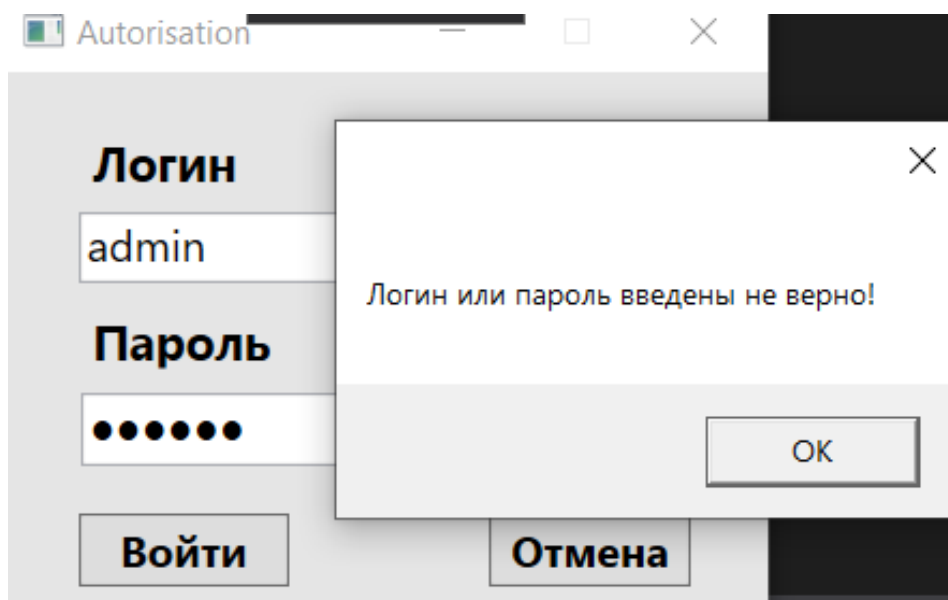 Autorisation
Логин
admin
Логин или пароль введены не верно!
Пароль
●●●●●●
OK
Войти
Отмена